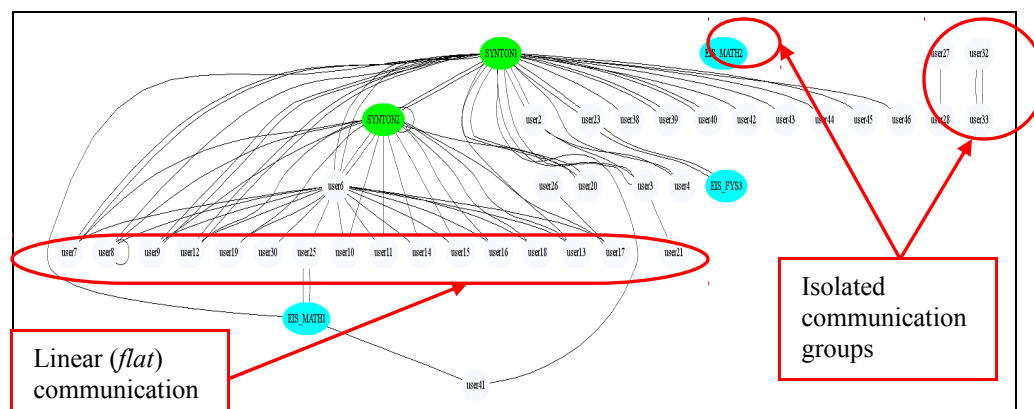 SYNTON1 EIS_MATH2 user27 user32
SYNTON2 user2 user23 user38 user39 user40 user42 user43 user44 user45 user46 user28 user33
user6 user26 user20 user3 user4 EIS_FYS3
user7 user8 user9 user12 user19 user30 user25 user10 user11 user14 user15 user16 user18 user13 user17 user21
EIS_MATH1
user41
Linear (flat)
communication
Isolated
communication
groups